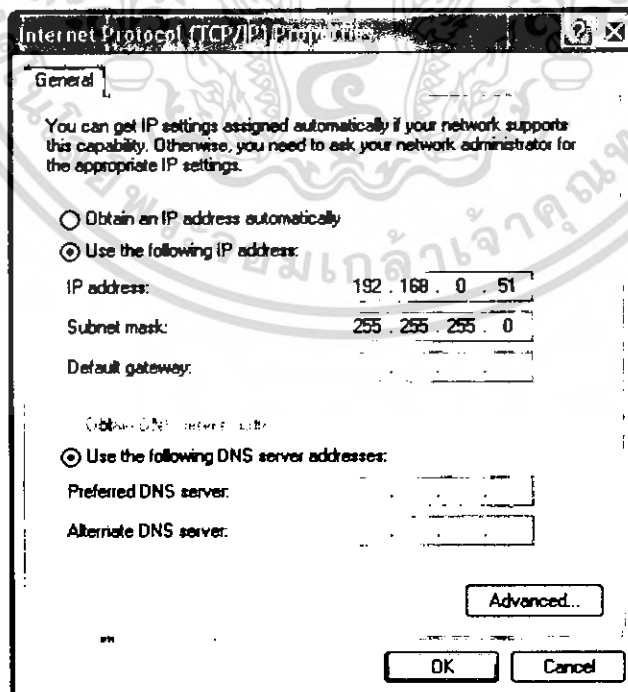 Internet Protocol (TCP/IP) Properties
General
You can get IP settings assigned automatically if your network supports
this capability. Otherwise, you need to ask your network administrator for
the appropriate IP settings.
Obtain an IP address automatically
Use the following IP address:
IP address: 192 . 168 . 0 . 51
Subnet mask: 255 . 255 . 255 . 0
Default gateway: . . .
Obtain DNS server
Use the following DNS server addresses:
Preferred DNS server: . . .
Alternate DNS server: . . .
Advanced...
OK Cancel